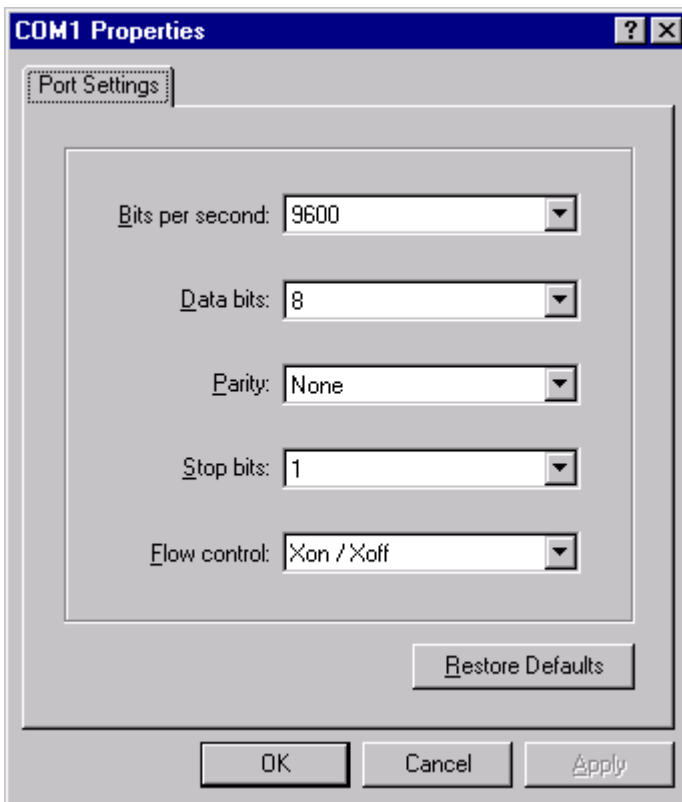 COM1 Properties
Port Settings
Bits per second: 9600
Data bits: 8
Parity: None
Stop bits: 1
Flow control: Xon / Xoff
Restore Defaults
OK Cancel Apply